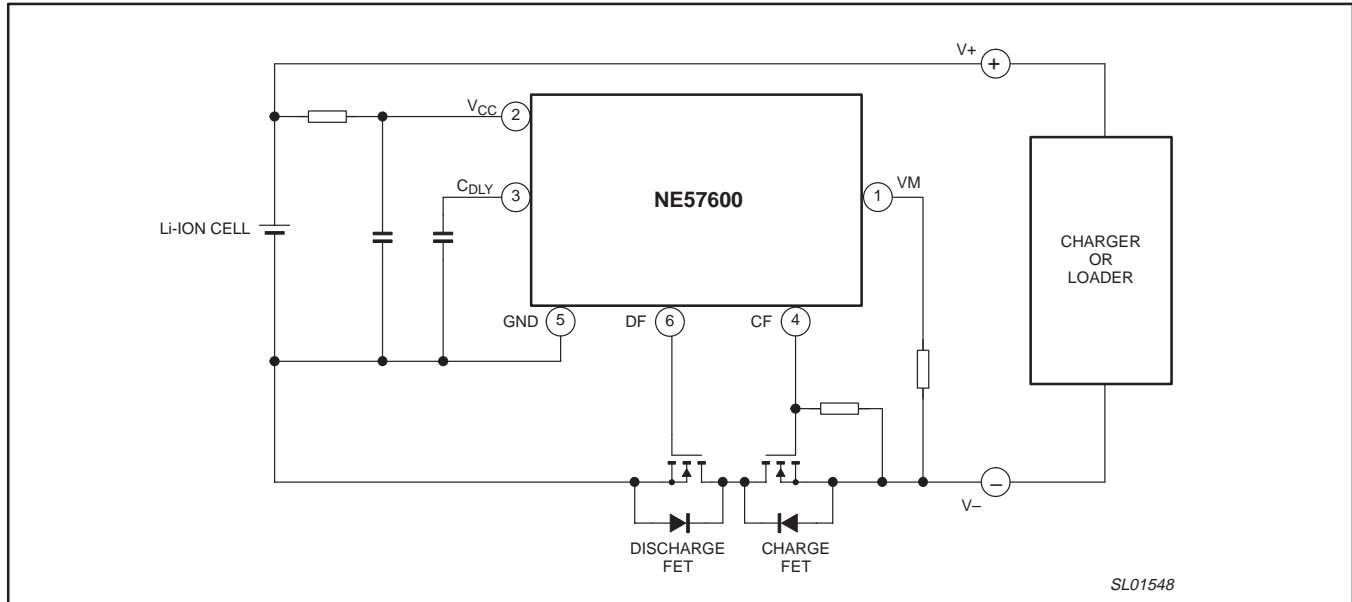 V+
+
VCC
2
CDLY
3
NE57600
1
VM
Li-ION CELL
CHARGER
OR
LOADER
GND
5
DF
6
CF
4
–
V–
DISCHARGE
FET
CHARGE
FET
SL01548